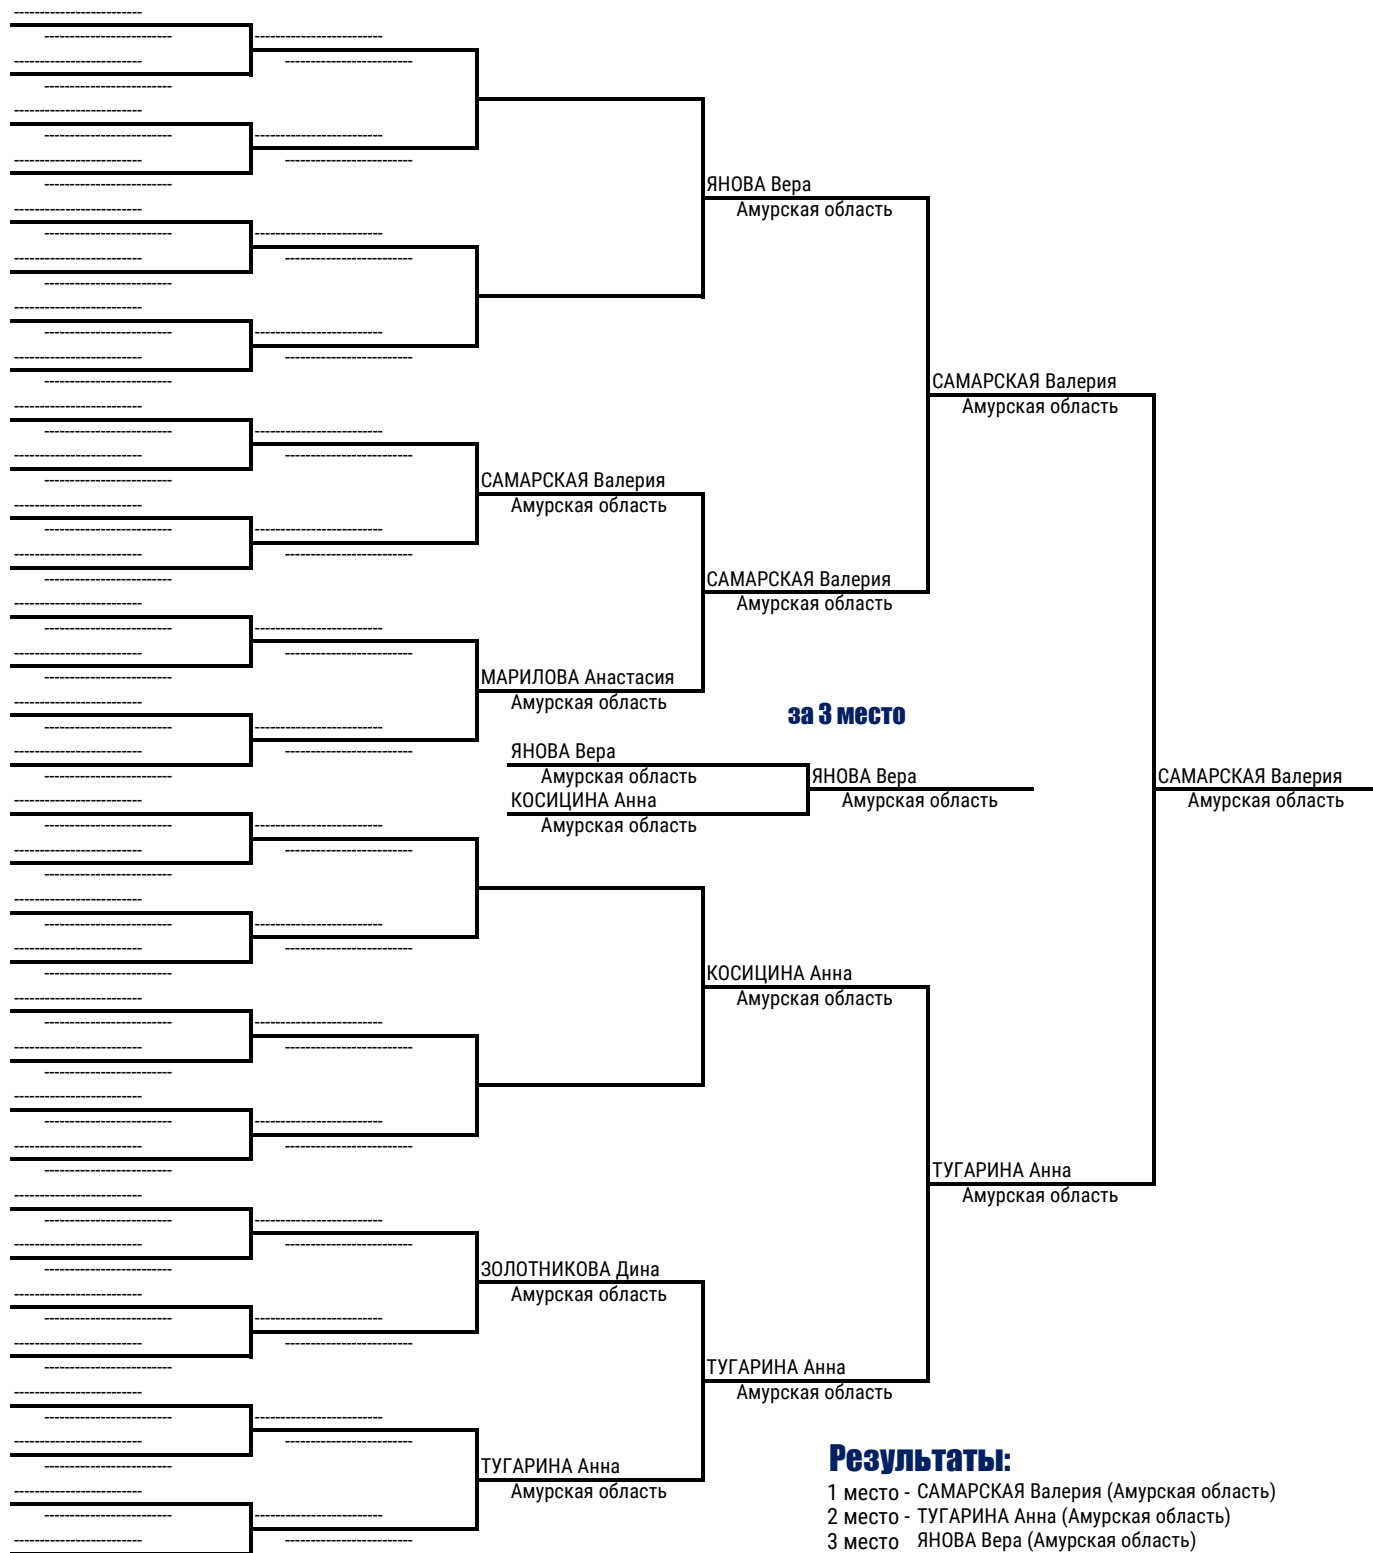 ЯНОВА Вера
Амурская область
САМАРСКАЯ Валерия
Амурская область
САМАРСКАЯ Валерия
Амурская область
САМАРСКАЯ Валерия
Амурская область
МАРИЛОВА Анастасия
Амурская область
за 3 место
ЯНОВА Вера
Амурская область
КОСИЦИНА Анна
Амурская область
ЯНОВА Вера
Амурская область
САМАРСКАЯ Валерия
Амурская область
КОСИЦИНА Анна
Амурская область
ТУГАРИНА Анна
Амурская область
ЗОЛОТНИКОВА Дина
Амурская область
ТУГАРИНА Анна
Амурская область
ТУГАРИНА Анна
Амурская область
Результаты:
1 место - САМАРСКАЯ Валерия (Амурская область)
2 место - ТУГАРИНА Анна (Амурская область)
3 место ЯНОВА Вера (Амурская область)